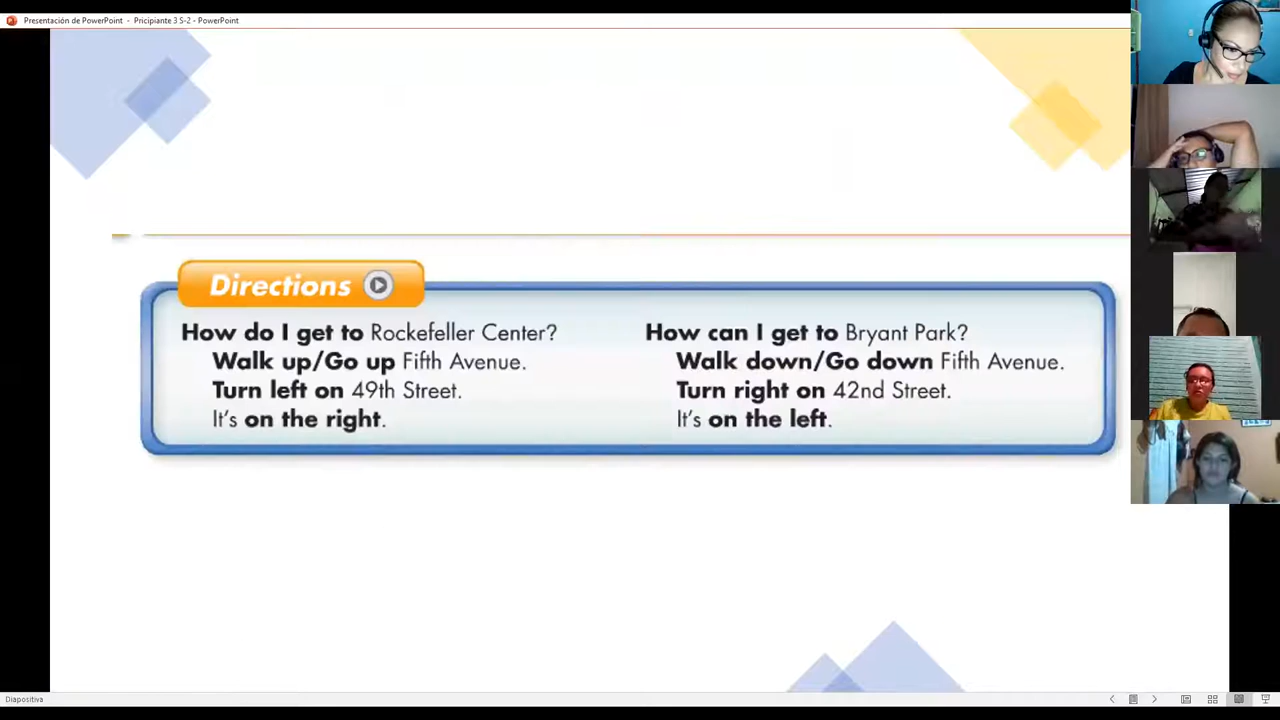 Presentación de PowerPoint - Pricipiante 3 S-2 - PowerPoint
Directions
How do I get to Rockefeller Center?
Walk up/Go up Fifth Avenue.
Turn left on 49th Street.
It's on the right.
How can I get to Bryant Park?
Walk down/Go down Fifth Avenue.
Turn right on 42nd Street.
It's on the left.
Diapositiva